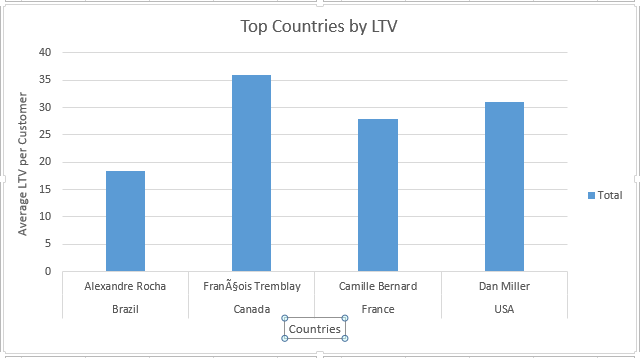 Top Countries by LTV
Average LTV per Customer
40
35
30
25
20
15
10
5
0
Alexandre Rocha
FranÃ§ois Tremblay
Camille Bernard
Dan Miller
Brazil
Canada
France
USA
Countries
Total